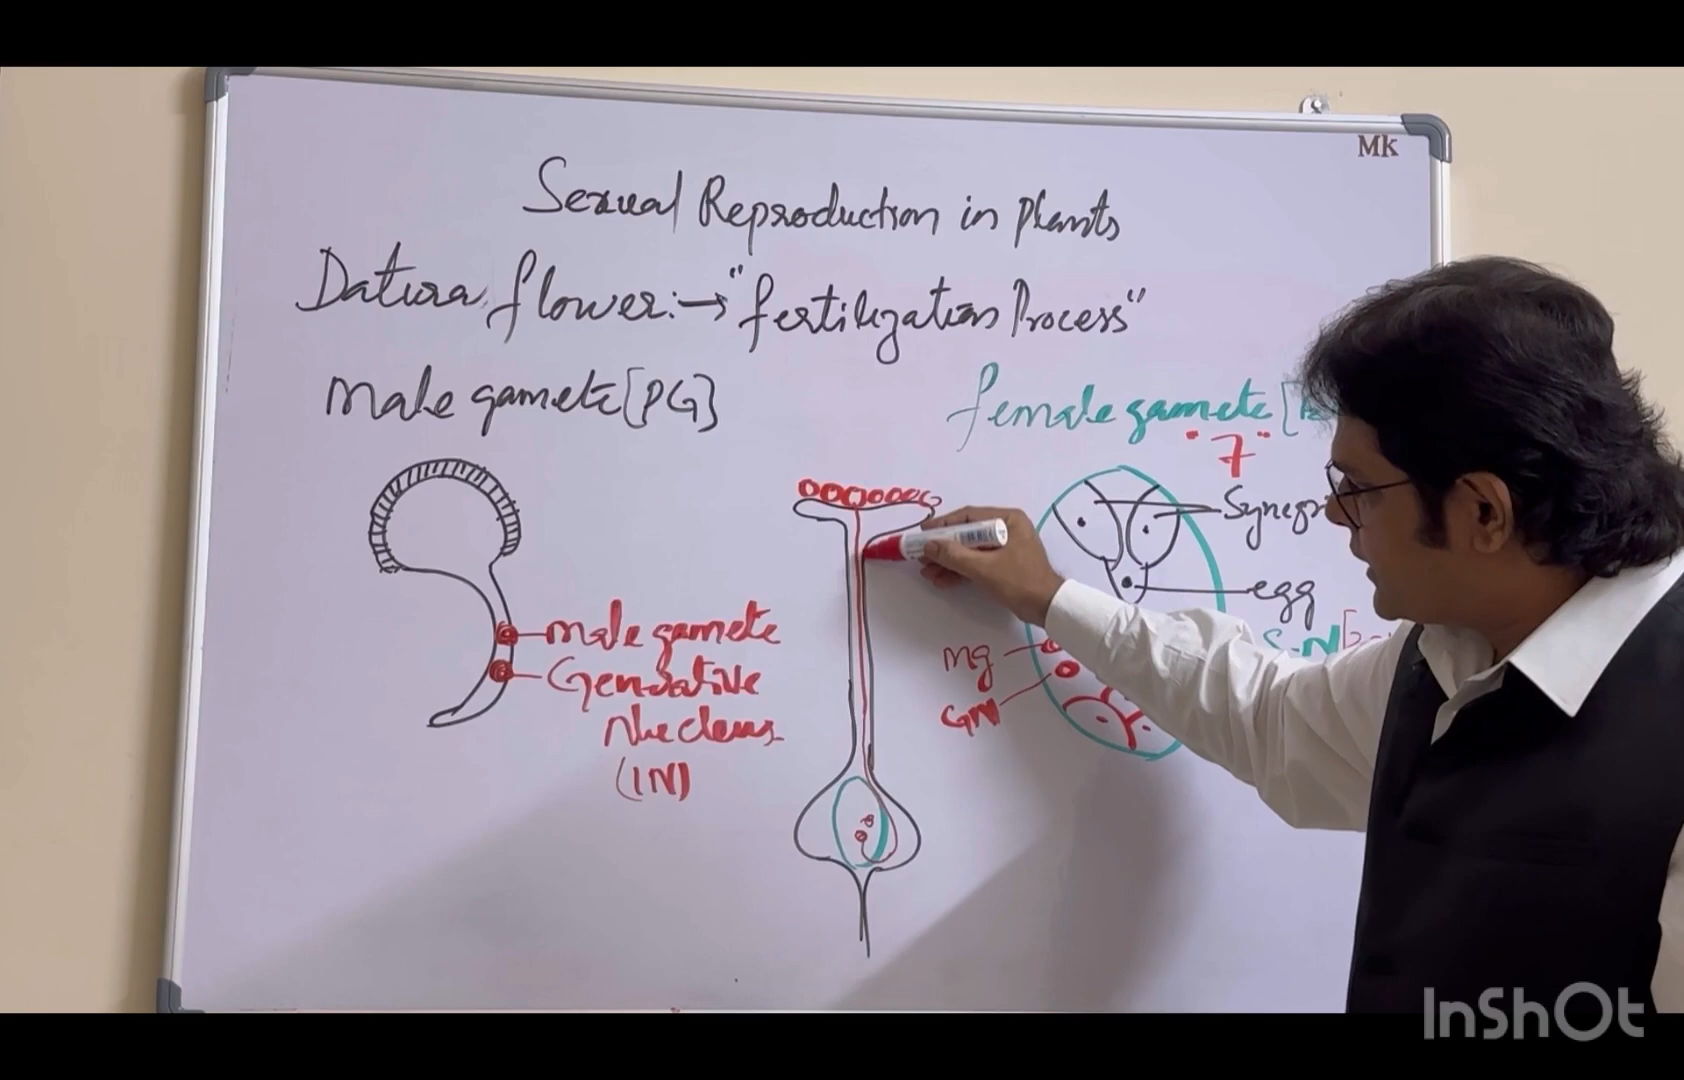 Mk
Sexual Reproduction in Plants
Datura flower:→"fertilization Process"
Male gamete [PG]
female gamete [
"7"
Synergi
egg
male gamete
Generative
Nucleus
(1N)
S.N
mg
GN
InShOt